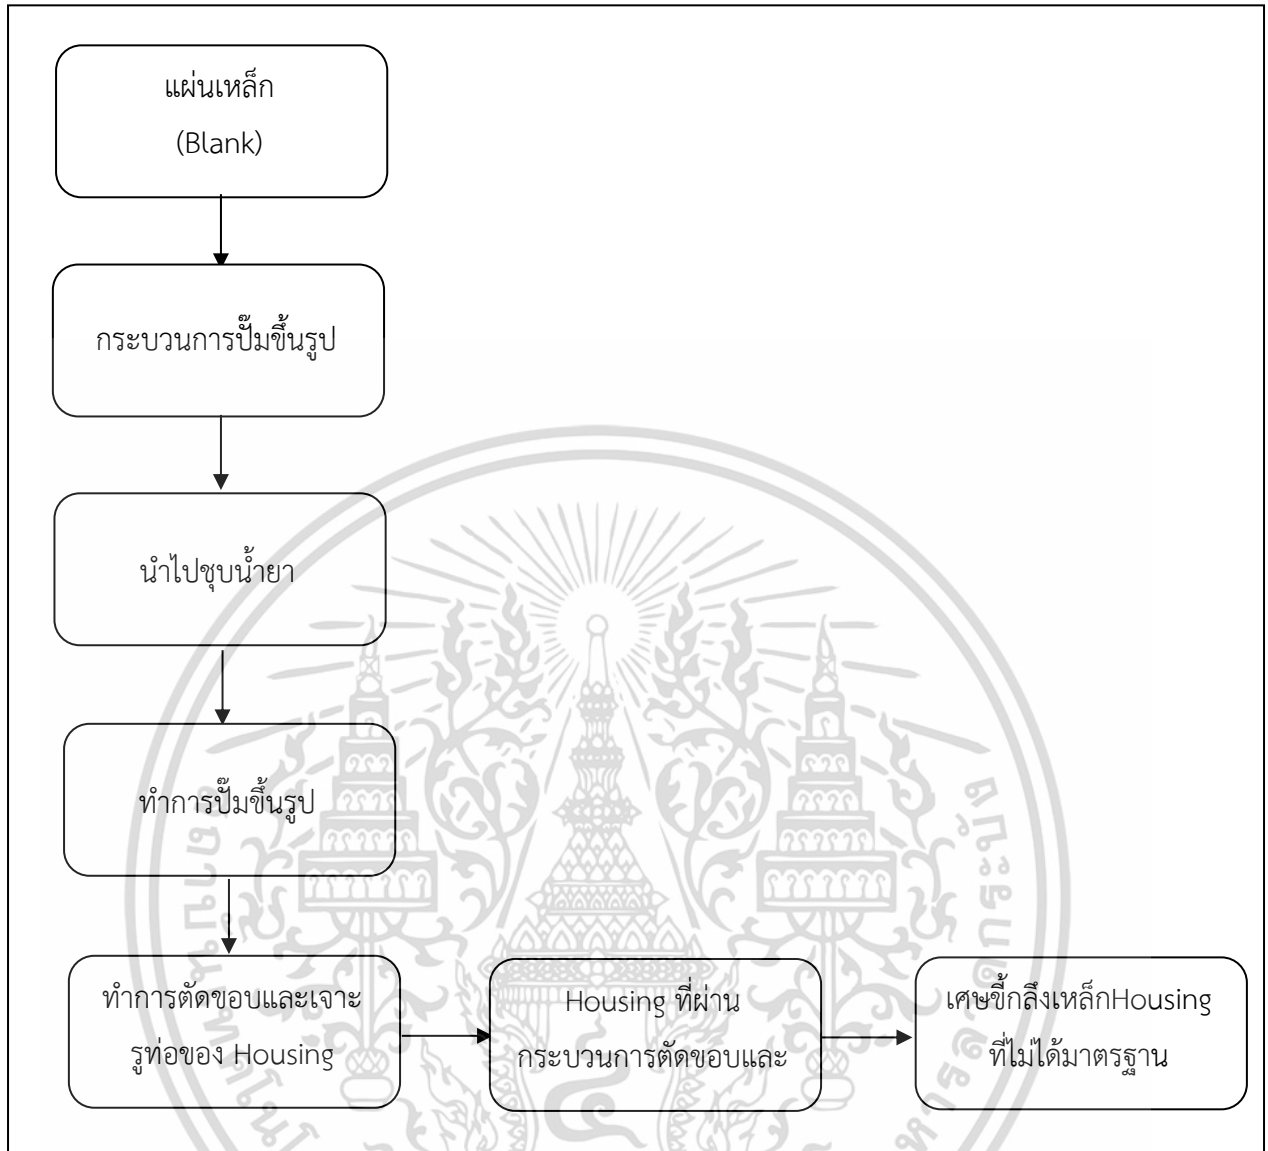 แผ่นเหล็ก
(Blank)
กระบวนการปั๊มขึ้นรูป
นำไปชุบน้ำยา
ทำการปั๊มขึ้นรูป
ทำการตัดขอบและเจาะ
รูท่อของ Housing
Housing ที่ผ่าน
กระบวนการตัดขอบและ
เศษขี้กลึงเหล็กHousing
ที่ไม่ได้มาตรฐาน